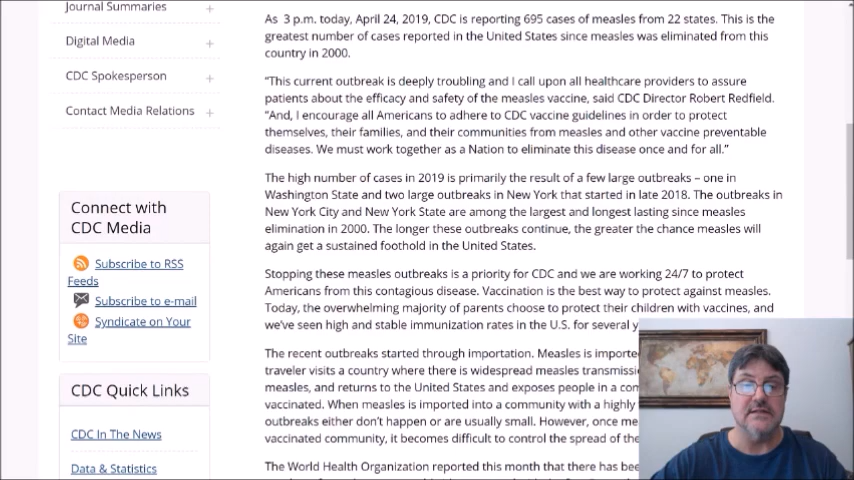 Journal Summaries
Digital Media
CDC Spokesperson
Contact Media Relations
Connect with
CDC Media
Subscribe to RSS
Feeds
Subscribe to e-mail
Syndicate on Your
Site
CDC Quick Links
CDC In The News
Data & Statistics
As 3 p.m. today, April 24, 2019, CDC is reporting 695 cases of measles from 22 states. This is the
greatest number of cases reported in the United States since measles was eliminated from this
country in 2000.
“This current outbreak is deeply troubling and I call upon all healthcare providers to assure
patients about the efficacy and safety of the measles vaccine, said CDC Director Robert Redfield.
“And, I encourage all Americans to adhere to CDC vaccine guidelines in order to protect
themselves, their families, and their communities from measles and other vaccine preventable
diseases. We must work together as a Nation to eliminate this disease once and for all.”
The high number of cases in 2019 is primarily the result of a few large outbreaks – one in
Washington State and two large outbreaks in New York that started in late 2018. The outbreaks in
New York City and New York State are among the largest and longest lasting since measles
elimination in 2000. The longer these outbreaks continue, the greater the chance measles will
again get a sustained foothold in the United States.
Stopping these measles outbreaks is a priority for CDC and we are working 24/7 to protect
Americans from this contagious disease. Vaccination is the best way to protect against measles.
Today, the overwhelming majority of parents choose to protect their children with vaccines, and
we’ve seen high and stable immunization rates in the U.S. for several
The recent outbreaks started through importation. Measles is
traveler visits a country where there is widespread measles
measles, and returns to the United States and exposes people in a
vaccinated. When measles is imported into a community with a highly
outbreaks either don’t happen or are usually small. However, once
vaccinated community, it becomes difficult to control the spread of the
The World Health Organization reported this month that there has